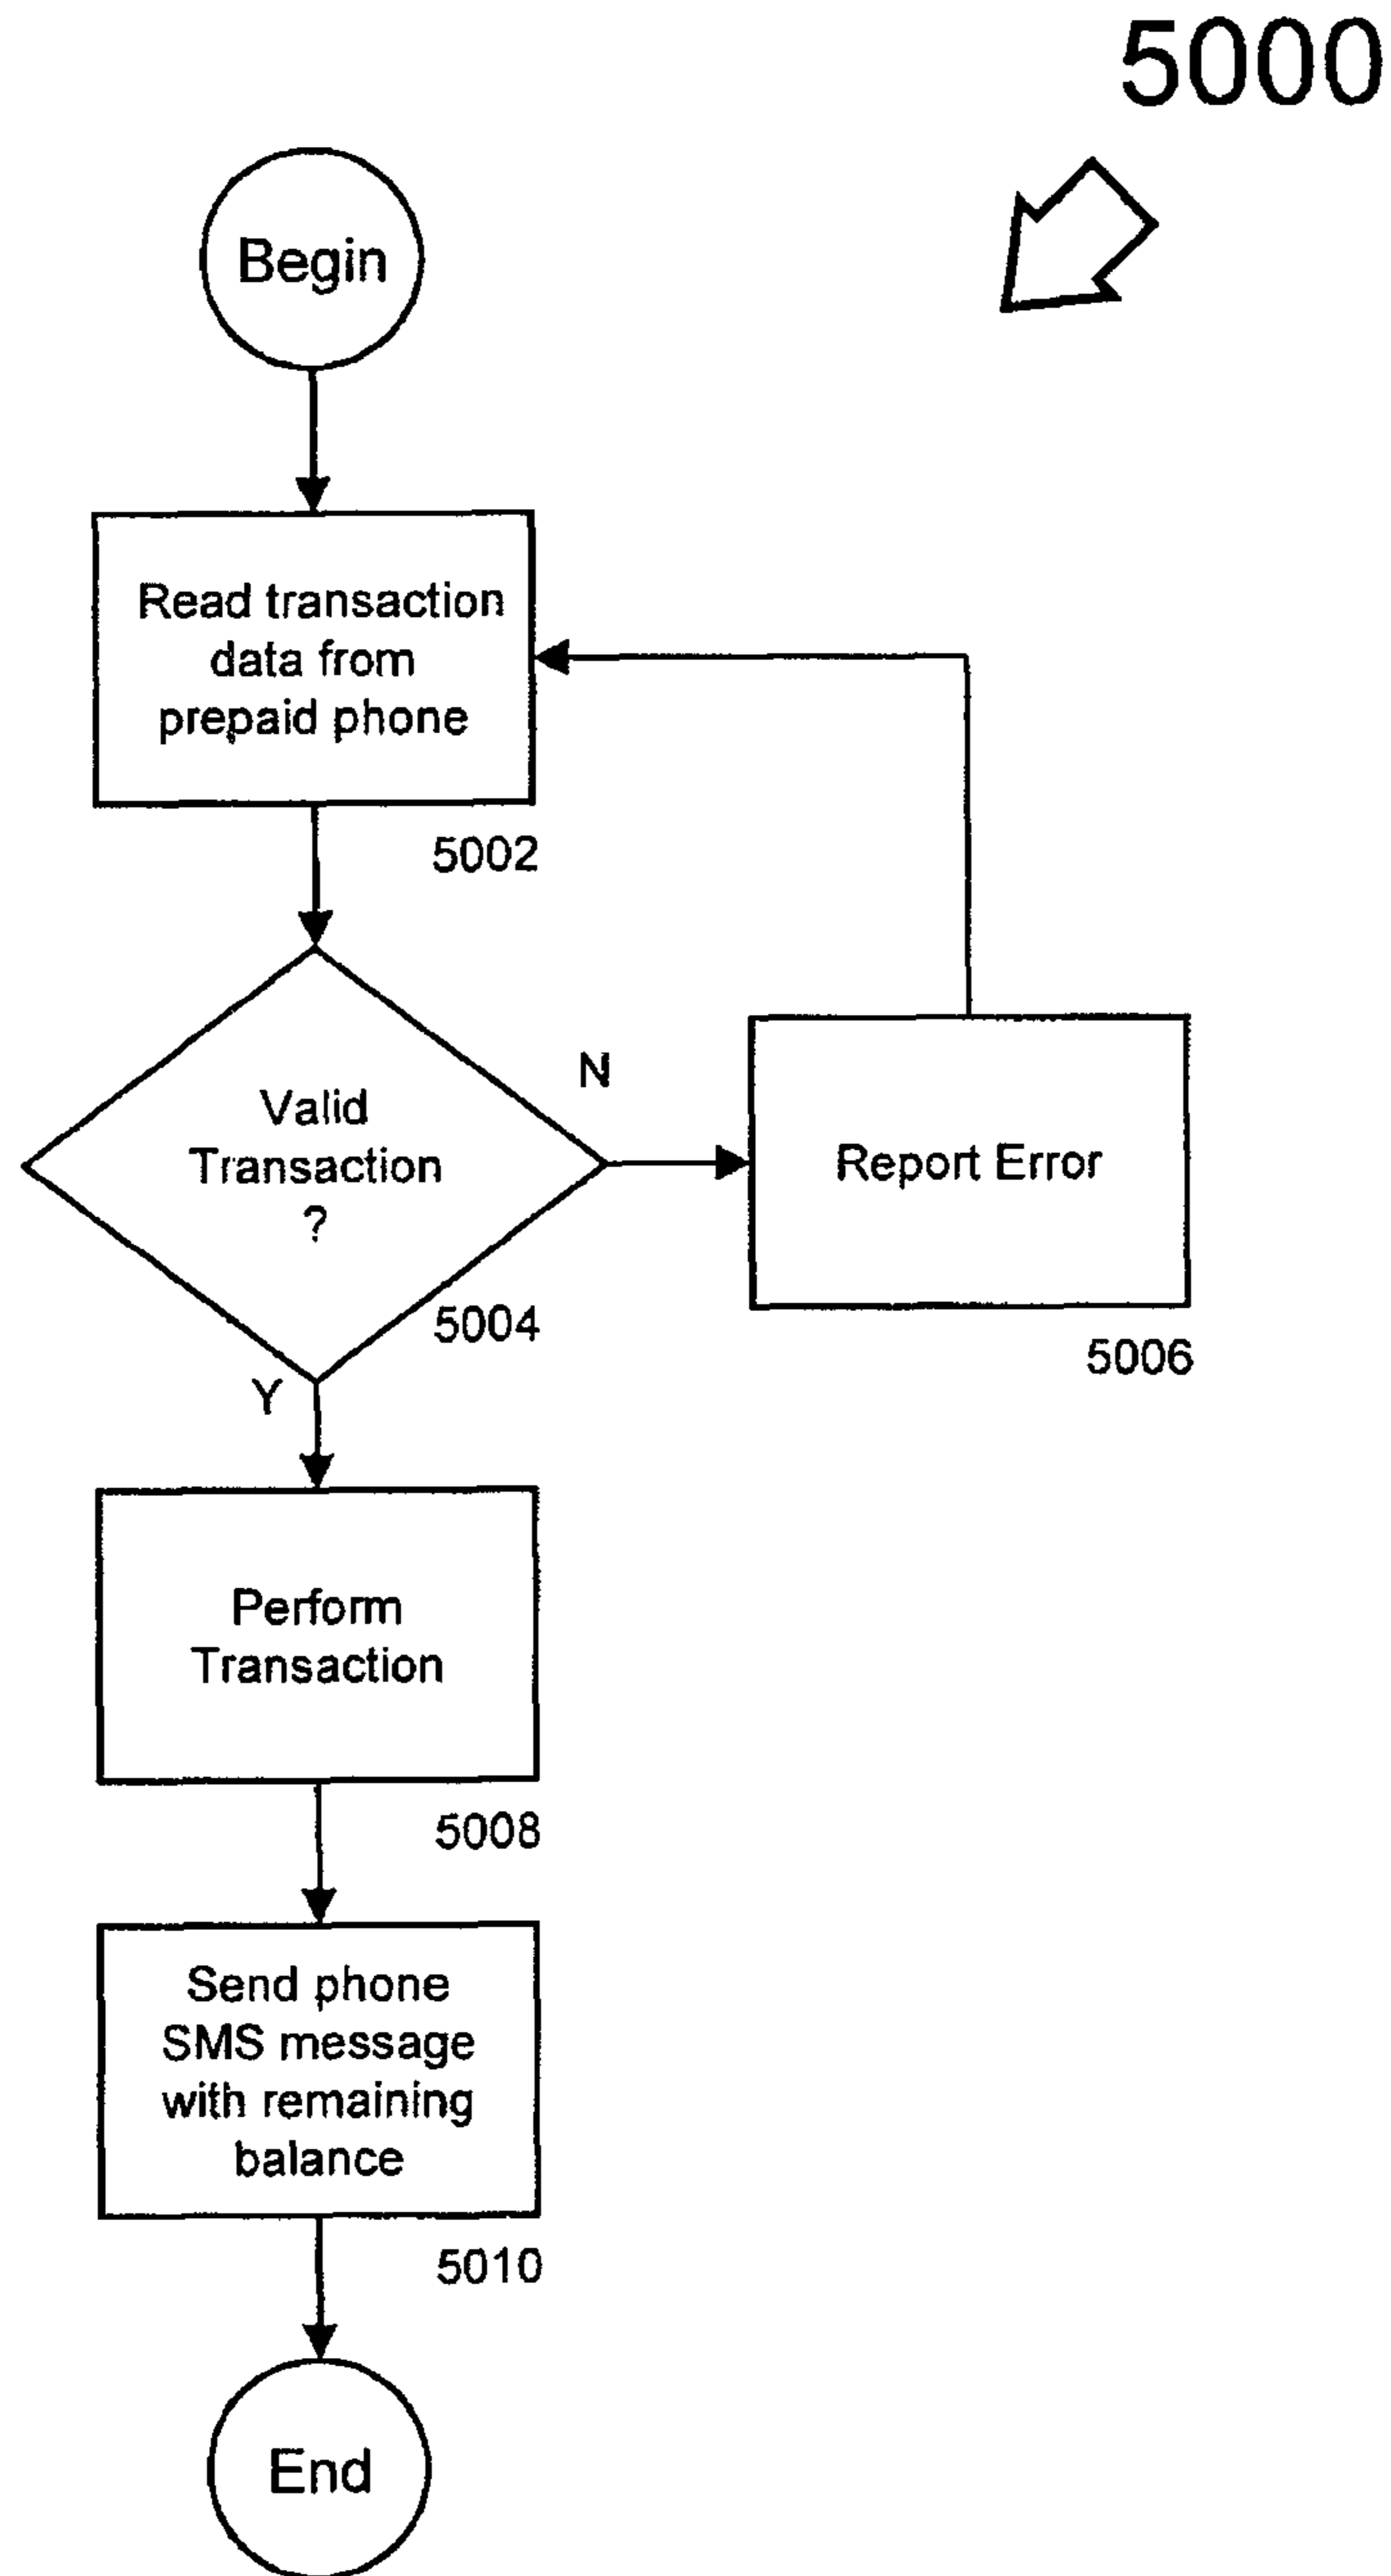 5000
Begin
Read transaction
data from
prepaid phone
5002
Valid
Transaction
?
N
5004
Y
Report Error
5006
Perform
Transaction
5008
Send phone
SMS message
with remaining
balance
5010
End